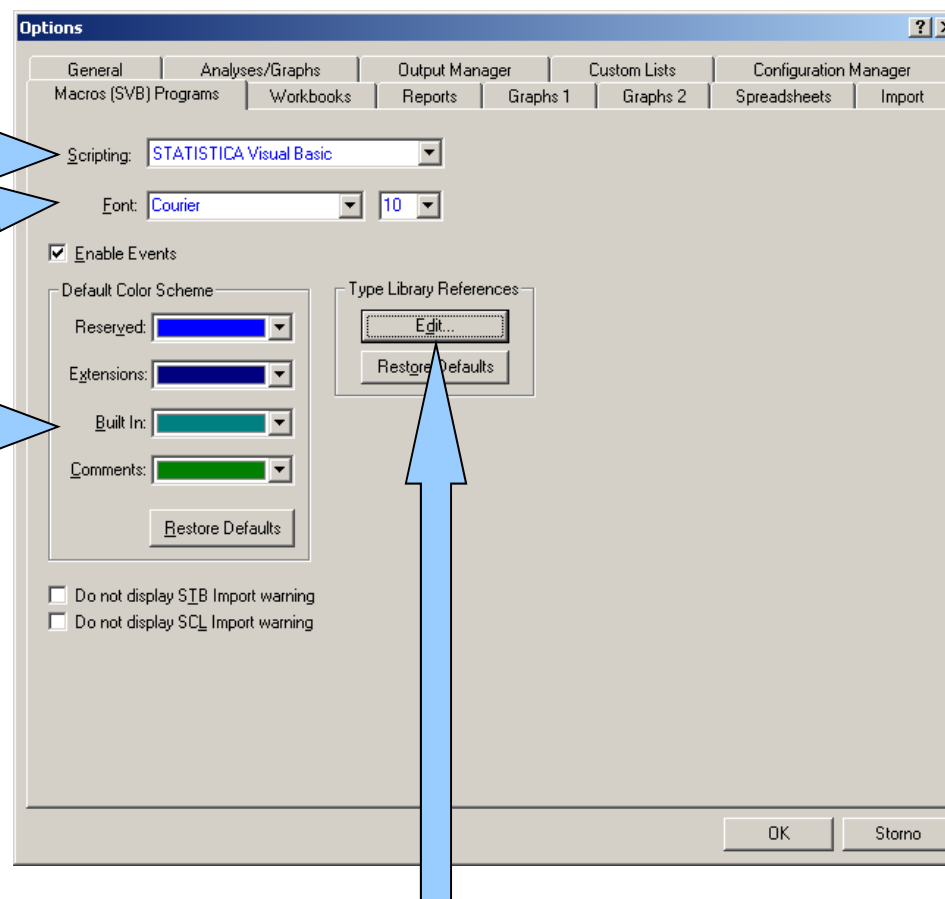 Options
General Analyses/Graphs Output Manager Custom Lists Configuration Manager
Macros (SVB) Programs Workbooks Reports Graphs 1 Graphs 2 Spreadsheets Import
Scripting: STATISTICA Visual Basic
Font: Courier 10
Enable Events
Default Color Scheme
Reserved:
Extensions:
Built In:
Comments:
Restore Defaults
Type Library References
Edit...
Restore Defaults
Do not display STB Import warning
Do not display SCL Import warning
OK Storno